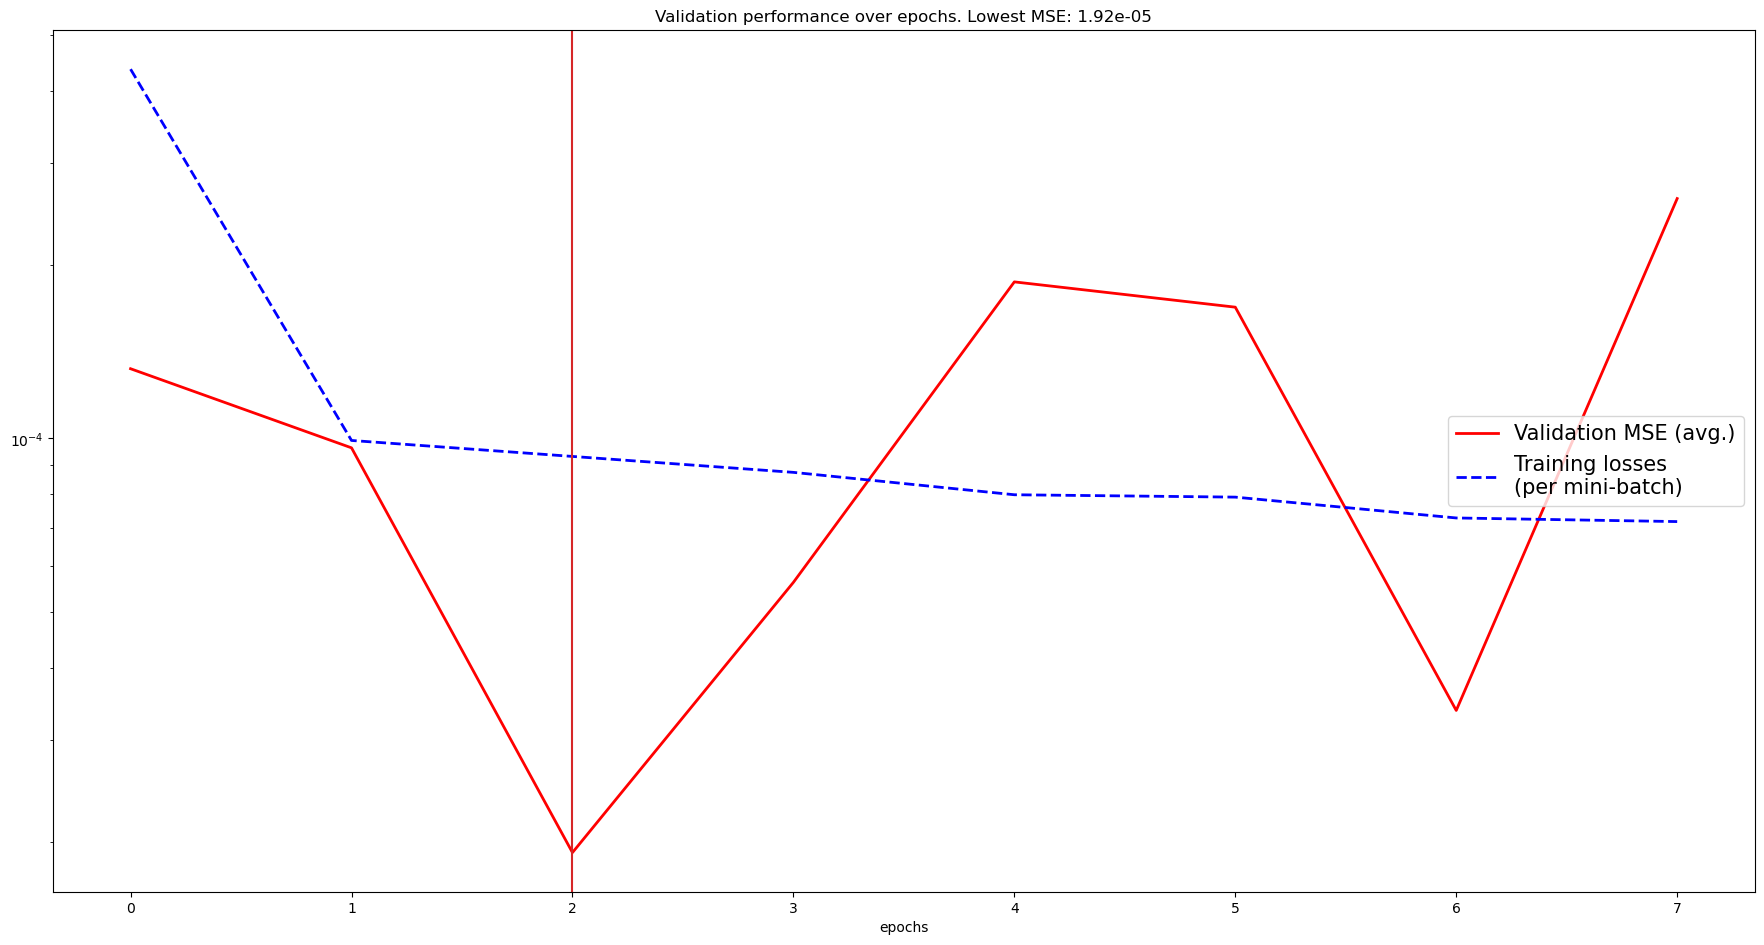 Validation performance over epochs. Lowest MSE: 1.92e-05
10⁻⁴
Validation MSE (avg.)
Training losses
(per mini-batch)
0 1 2 3 4 5 6 7
epochs